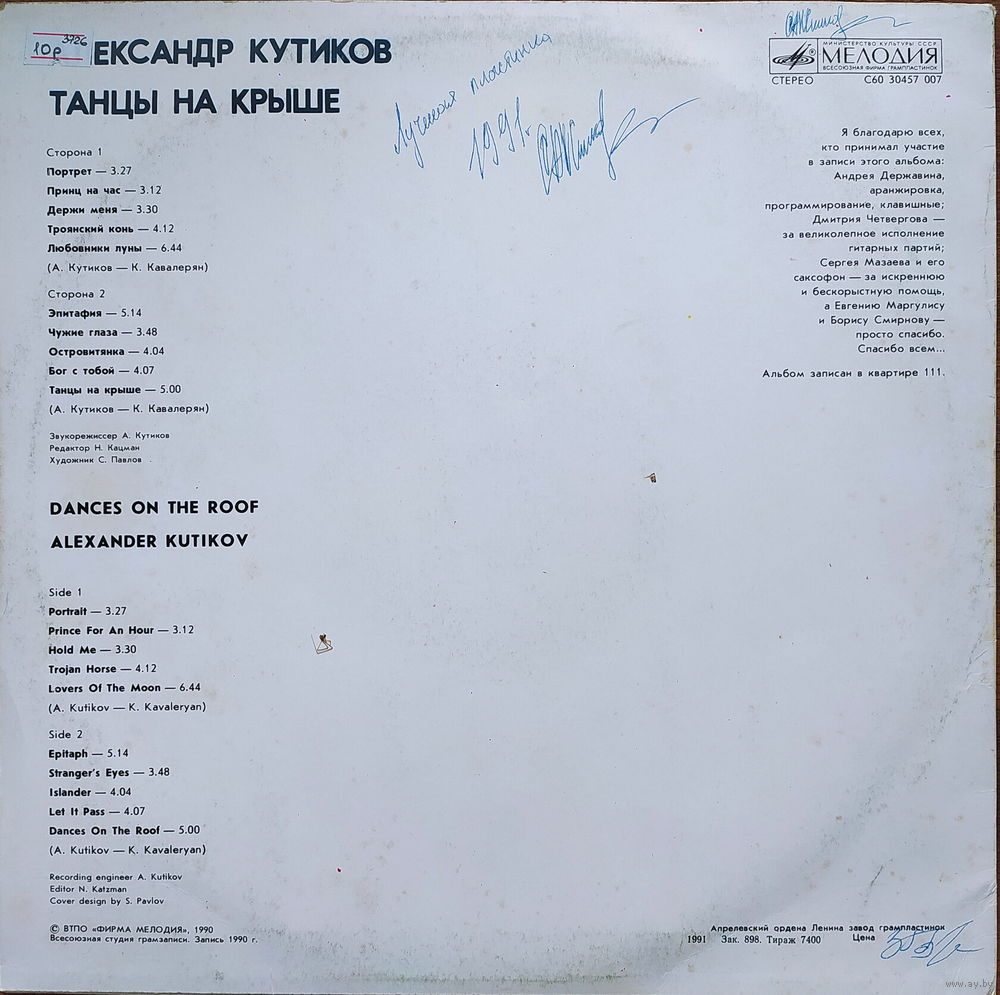 3726
10р
ЕКСАНДР КУТИКОВ
ТАНЦЫ НА КРЫШЕ
Сторона 1
Портрет — 3.27
Принц на час — 3.12
Держи меня — 3.30
Троянский конь — 4.12
Любовники луны — 6.44
(А. Кутиков — К. Кавалерян)
Сторона 2
Эпитафия — 5.14
Чужие глаза — 3.48
Островитянка — 4.04
Бог с тобой — 4.07
Танцы на крыше — 5.00
(А. Кутиков — К. Кавалерян)
Звукорежиссер А. Кутиков
Редактор Н. Кацман
Художник С. Павлов
DANCES ON THE ROOF
ALEXANDER KUTIKOV
Side 1
Portrait — 3.27
Prince For An Hour — 3.12
Hold Me — 3.30
Trojan Horse — 4.12
Lovers Of The Moon — 6.44
(A. Kutikov — K. Kavaleryan)
Side 2
Epitaph — 5.14
Stranger's Eyes — 3.48
Islander — 4.04
Let It Pass — 4.07
Dances On The Roof — 5.00
(A. Kutikov — K. Kavaleryan)
Recording engineer A. Kutikov
Editor N. Katzman
Cover design by S. Pavlov
© ВТПО «ФИРМА МЕЛОДИЯ», 1990
Всесоюзная студия грамзаписи. Запись 1990 г.
Лучшая пластинка
1991г.
МИНИСТЕРСТВО КУЛЬТУРЫ СССР
МЕЛОДИЯ
ВСЕСОЮЗНАЯ ФИРМА ГРАМПЛАСТИНОК
СТЕРЕО С60 30457 007
Я благодарю всех,
кто принимал участие
в записи этого альбома:
Андрея Державина,
аранжировка,
программирование, клавишные;
Дмитрия Четвергова —
за великолепное исполнение
гитарных партий;
Сергея Мазаева и его
саксофон — за искреннюю
и бескорыстную помощь,
а Евгению Маргулису
и Борису Смирнову —
просто спасибо.
Спасибо всем...
Альбом записан в квартире 111.
Апрелевский ордена Ленина завод грампластинок
1991 Зак. 898. Тираж 7400 Цена
www.ay.by